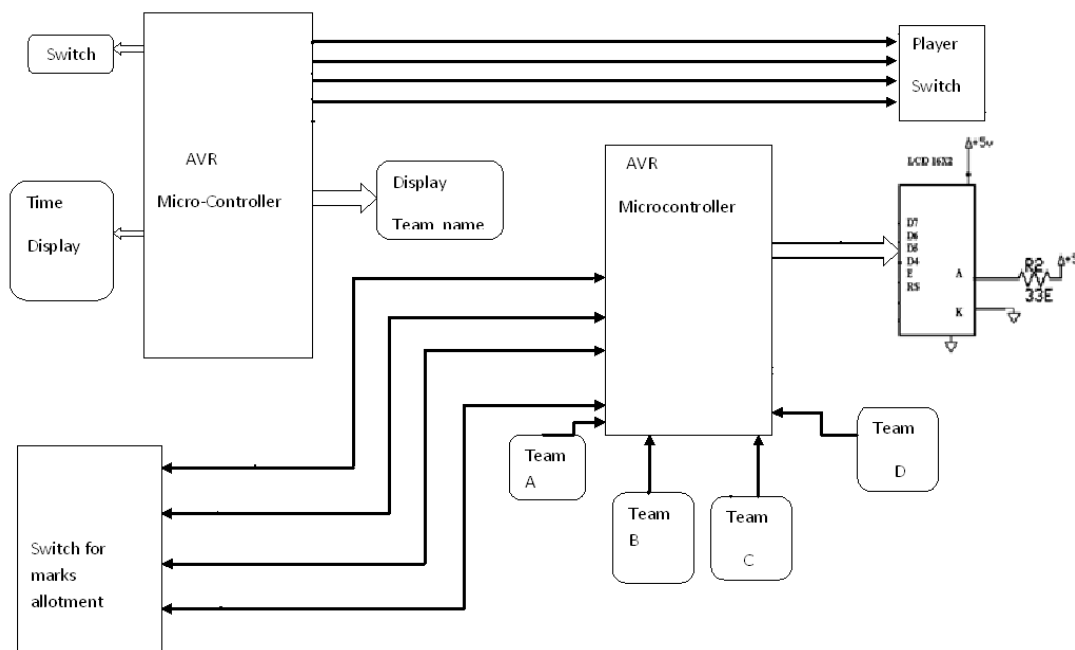 Switch
AVR
Micro-Controller
Time
Display
Display
Team name
Player
Switch
AVR
Microcontroller
LCD 16X2
+5v
D7
D6
D5
D4
E
RS
A
K
R2
33E
+5
Team
A
Team
B
Team
C
Team
D
Switch for
marks
allotment